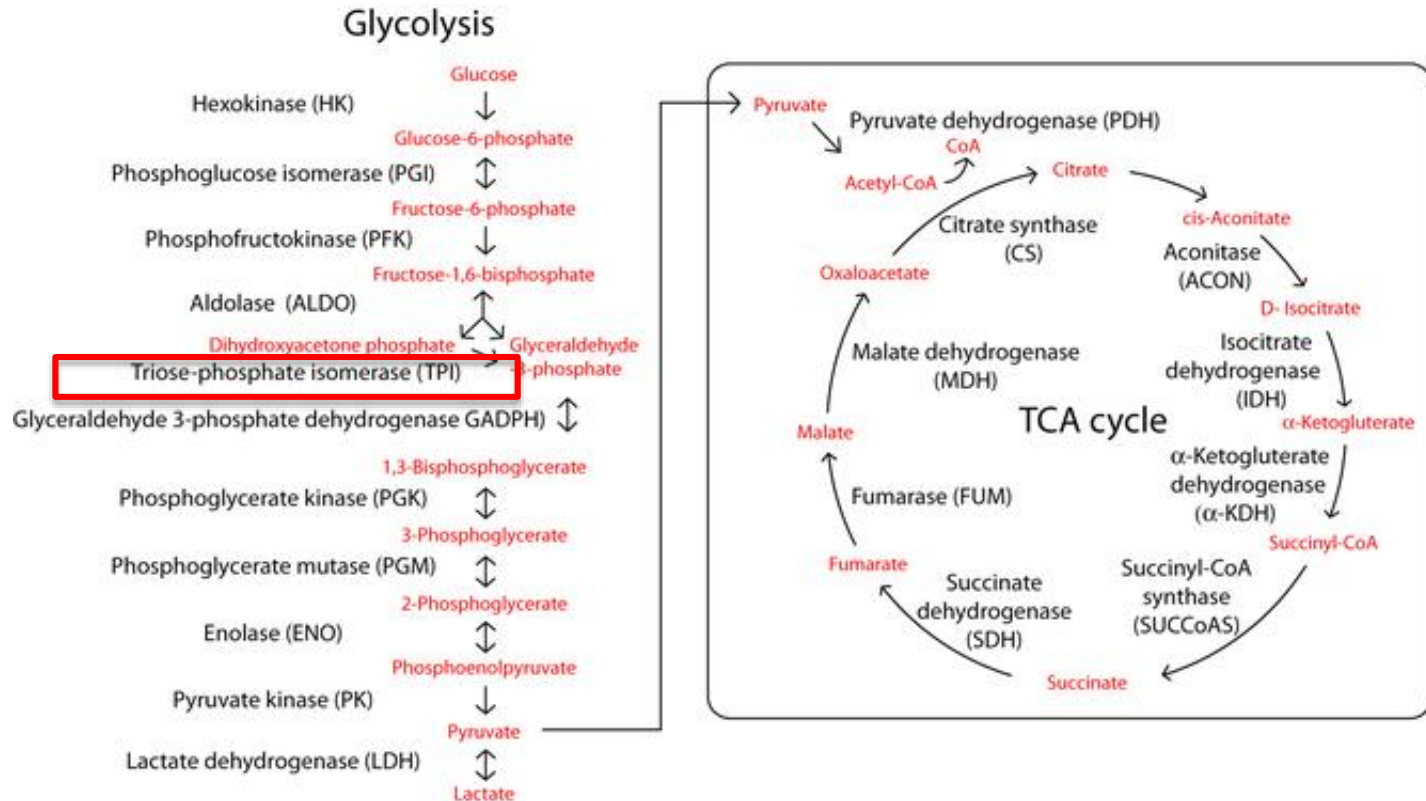 Glycolysis
Glucose
Hexokinase (HK)
Glucose-6-phosphate
Phosphoglucose isomerase (PGI)
Fructose-6-phosphate
Phosphofructokinase (PFK)
Fructose-1,6-bisphosphate
Aldolase (ALDO)
Dihydroxyacetone phosphate
Glyceraldehyde
-3-phosphate
Triose-phosphate isomerase (TPI)
Glyceraldehyde 3-phosphate dehydrogenase GADPH)
1,3-Bisphosphoglycerate
Phosphoglycerate kinase (PGK)
3-Phosphoglycerate
Phosphoglycerate mutase (PGM)
2-Phosphoglycerate
Enolase (ENO)
Phosphoenolpyruvate
Pyruvate kinase (PK)
Pyruvate
Lactate dehydrogenase (LDH)
Lactate
Pyruvate
Pyruvate dehydrogenase (PDH)
CoA
Acetyl-CoA
Citrate
Citrate synthase
(CS)
cis-Aconitate
Aconitase
(ACON)
D- Isocitrate
Isocitrate
dehydrogenase
(IDH)
α-Ketogluterate
α-Ketogluterate
dehydrogenase
(α-KDH)
Succinyl-CoA
Succinyl-CoA
synthase
(SUCCoAS)
Succinate
Succinate
dehydrogenase
(SDH)
Fumarate
Fumarase (FUM)
Malate
Malate dehydrogenase
(MDH)
Oxaloacetate
TCA cycle